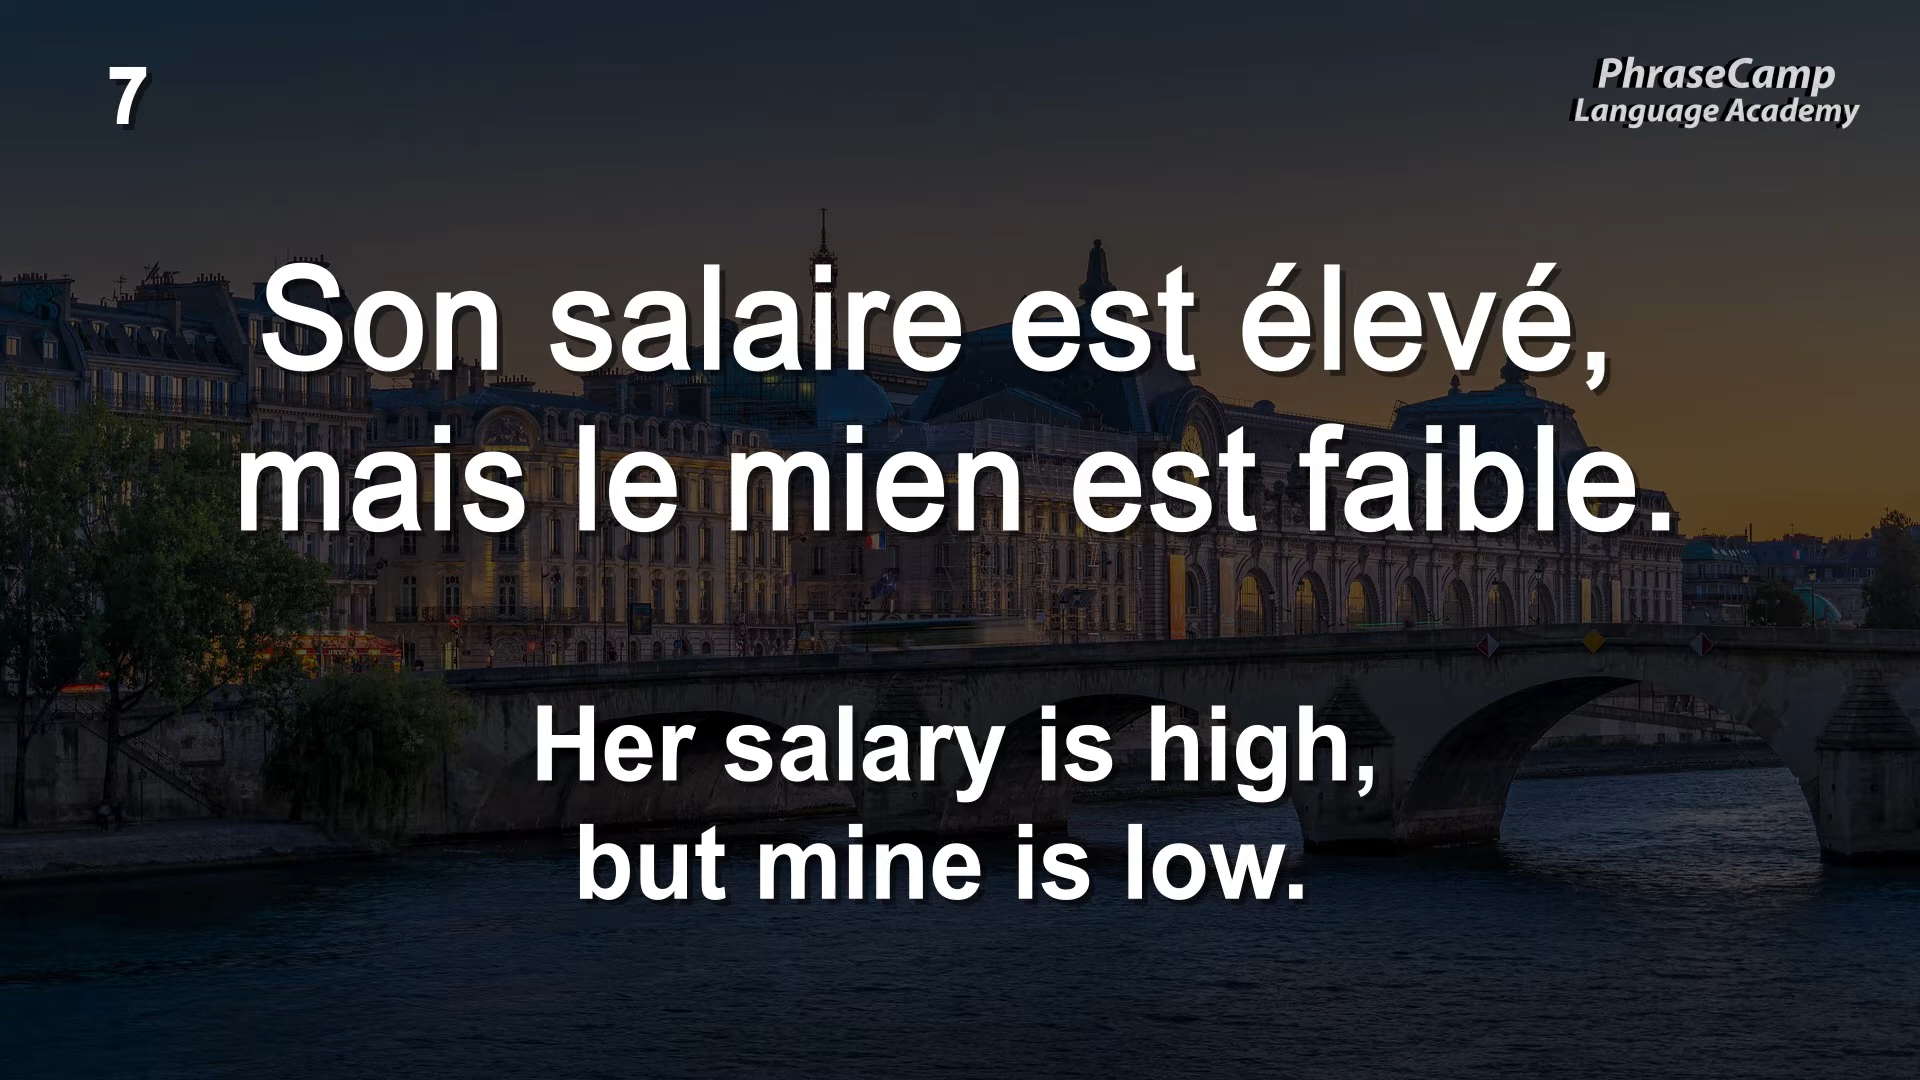 7
PhraseCamp
Language Academy
Son salaire est élevé,
mais le mien est faible.
Her salary is high,
but mine is low.